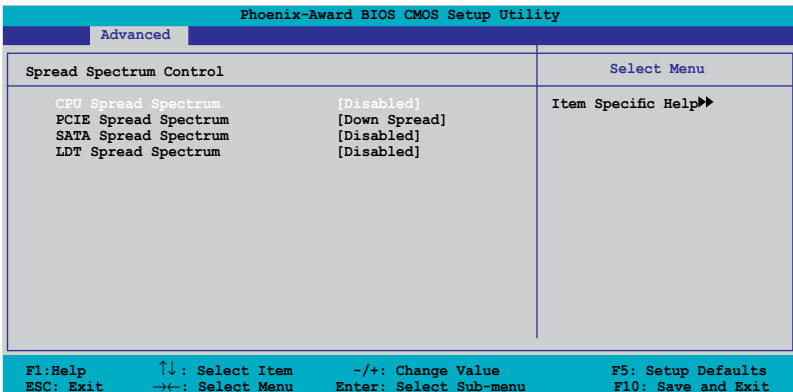 Phoenix-Award BIOS CMOS Setup Utility
Advanced
Spread Spectrum Control
Select Menu
CPU Spread Spectrum [Disabled]
PCIE Spread Spectrum [Down Spread]
SATA Spread Spectrum [Disabled]
LDT Spread Spectrum [Disabled]
Item Specific Help▶▶
F1:Help ↑↓: Select Item -/+: Change Value F5: Setup Defaults
ESC: Exit →←: Select Menu Enter: Select Sub-menu F10: Save and Exit